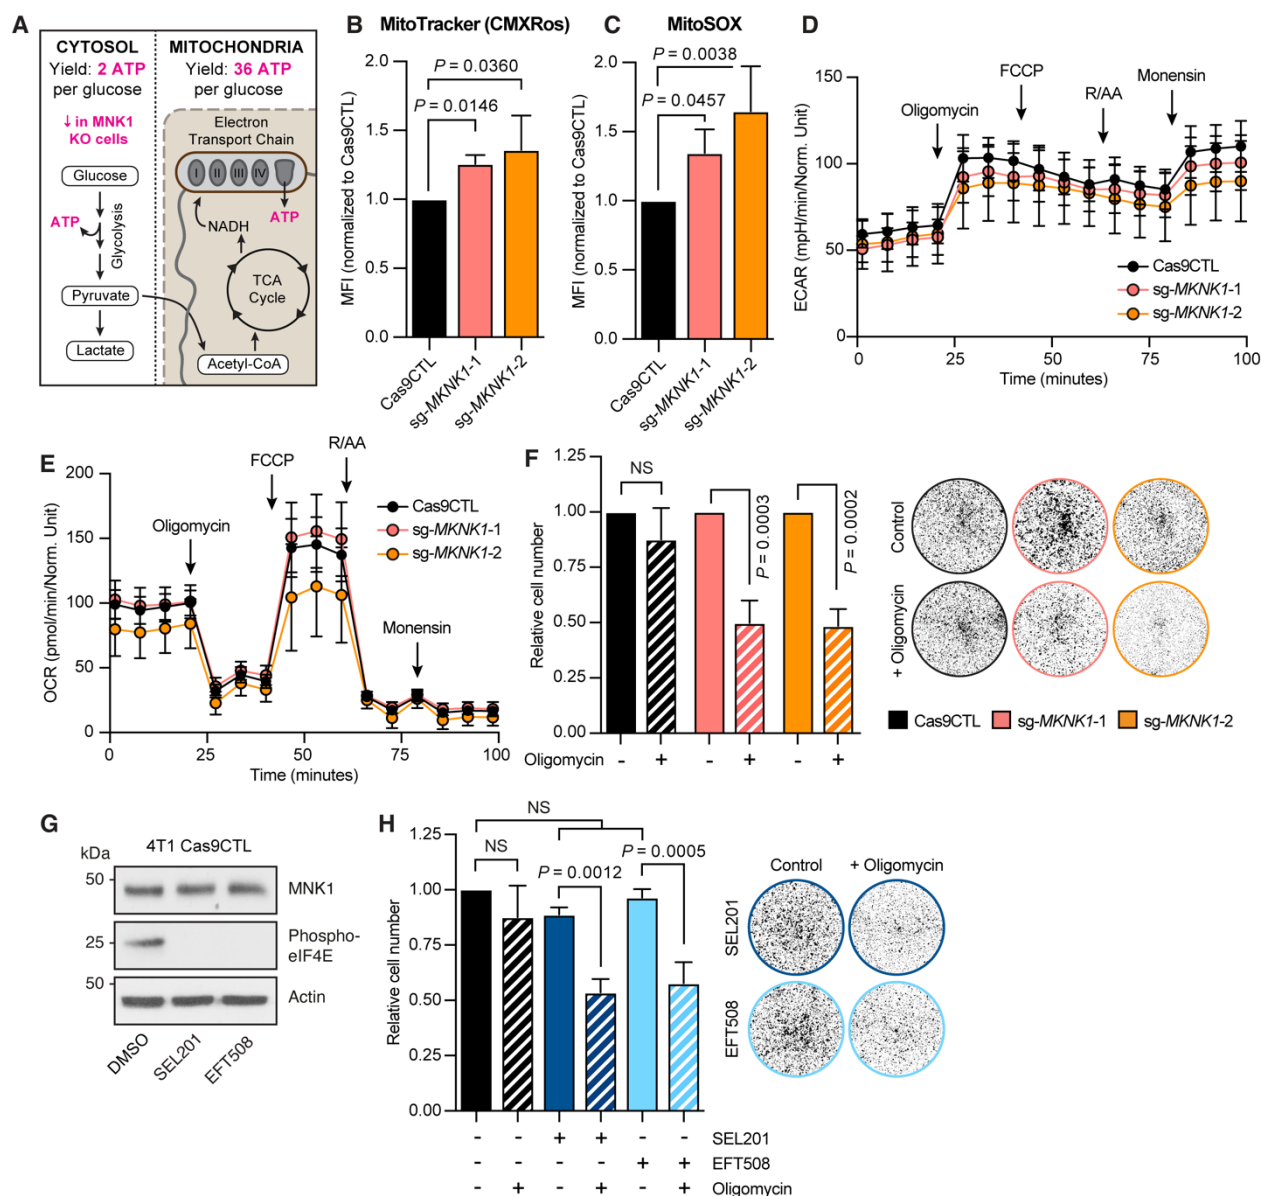 A
CYTOSOL
Yield: 2 ATP
per glucose
↓ in MNK1
KO cells
Glucose
ATP
Glycolysis
Pyruvate
Lactate
MITOCHONDRIA
Yield: 36 ATP
per glucose
Electron
Transport Chain
I II III IV
ATP
NADH
TCA
Cycle
Acetyl-CoA
B
MitoTracker (CMXRos)
P = 0.0360
P = 0.0146
MFI (normalized to Cas9CTL)
2.0
1.5
1.0
0.5
0.0
Cas9CTL
sg-MKNK1-1
sg-MKNK1-2
C
MitoSOX
P = 0.0038
P = 0.0457
MFI (normalized to Cas9CTL)
2.0
1.5
1.0
0.5
0.0
Cas9CTL
sg-MKNK1-1
sg-MKNK1-2
D
ECAR (mpH/min/Norm. Unit)
150
100
50
0
Oligomycin
FCCP
R/AA
Monensin
Cas9CTL
sg-MKNK1-1
sg-MKNK1-2
0 25 50 75 100
Time (minutes)
E
OCR (pmol/min/Norm. Unit)
200
150
100
50
0
Oligomycin
FCCP
R/AA
Monensin
Cas9CTL
sg-MKNK1-1
sg-MKNK1-2
0 25 50 75 100
Time (minutes)
F
Relative cell number
1.25
1.00
0.75
0.50
0.25
0.00
NS
P = 0.0003
P = 0.0002
Oligomycin - + - + - +
Control
+ Oligomycin
Cas9CTL sg-MKNK1-1 sg-MKNK1-2
G
4T1 Cas9CTL
kDa
50
MNK1
25
Phospho-
eIF4E
50
Actin
DMSO
SEL201
EFT508
H
Relative cell number
1.25
1.00
0.75
0.50
0.25
0.00
NS
NS
P = 0.0012
P = 0.0005
- - + + - - SEL201
- - - - + + EFT508
- + - + - + Oligomycin
Control + Oligomycin
SEL201
EFT508